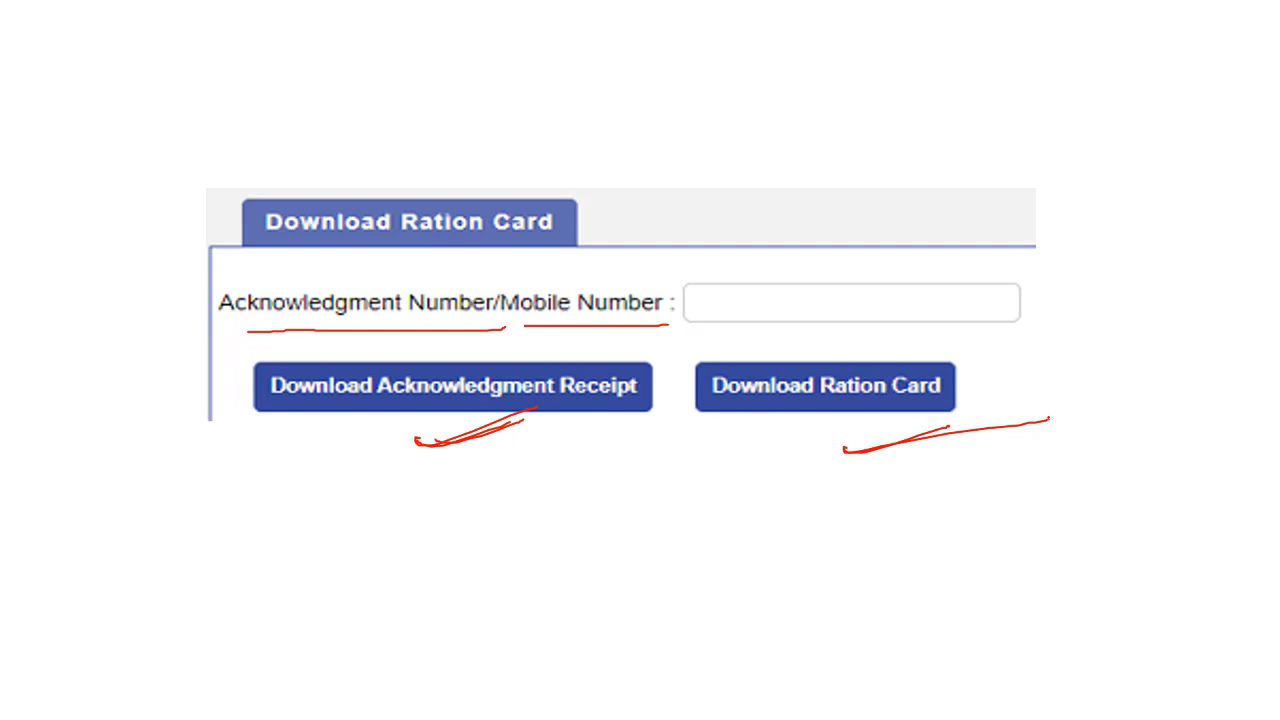 Download Ration Card
Acknowledgment Number/Mobile Number :
Download Acknowledgment Receipt Download Ration Card